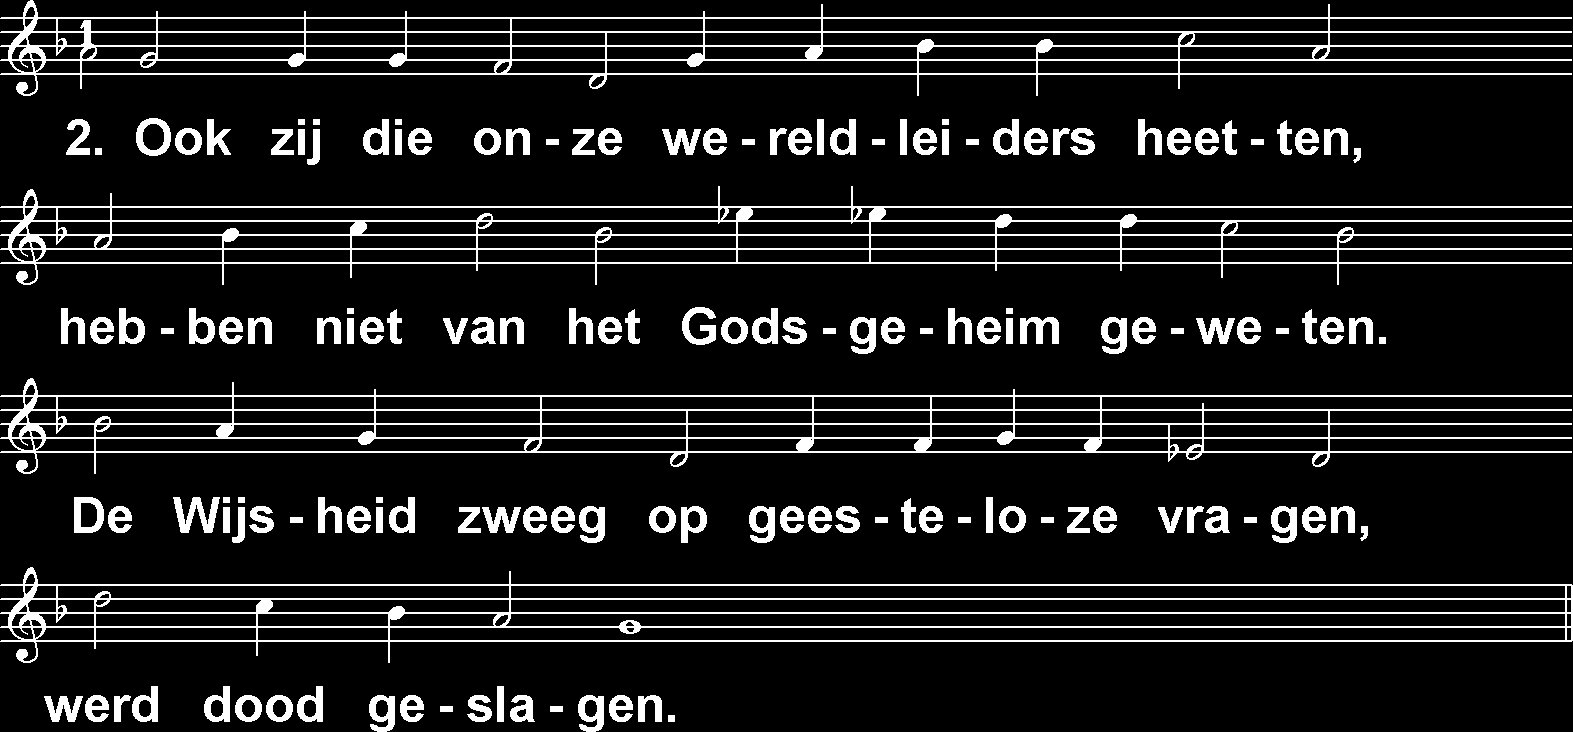 1
2. Ook zij die on - ze we - reld - lei - ders heet - ten,
heb - ben niet van het Gods - ge - heim ge - we - ten.
De Wijs - heid zweeg op gees - te - lo - ze vra - gen,
werd dood ge - sla - gen.